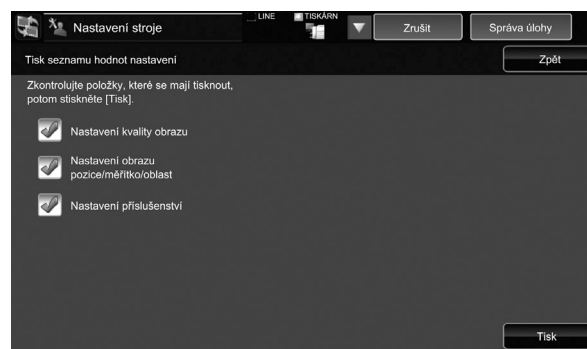 Nastavení stroje
LINE
TISKÁRN
Zrušit
Správa úlohy
Tisk seznamu hodnot nastavení
Zpět
Zkontrolujte položky, které se mají tisknout,
potom stiskněte [Tisk].
Nastavení kvality obrazu
Nastavení obrazu
pozice/měřítko/oblast
Nastavení příslušenství
Tisk